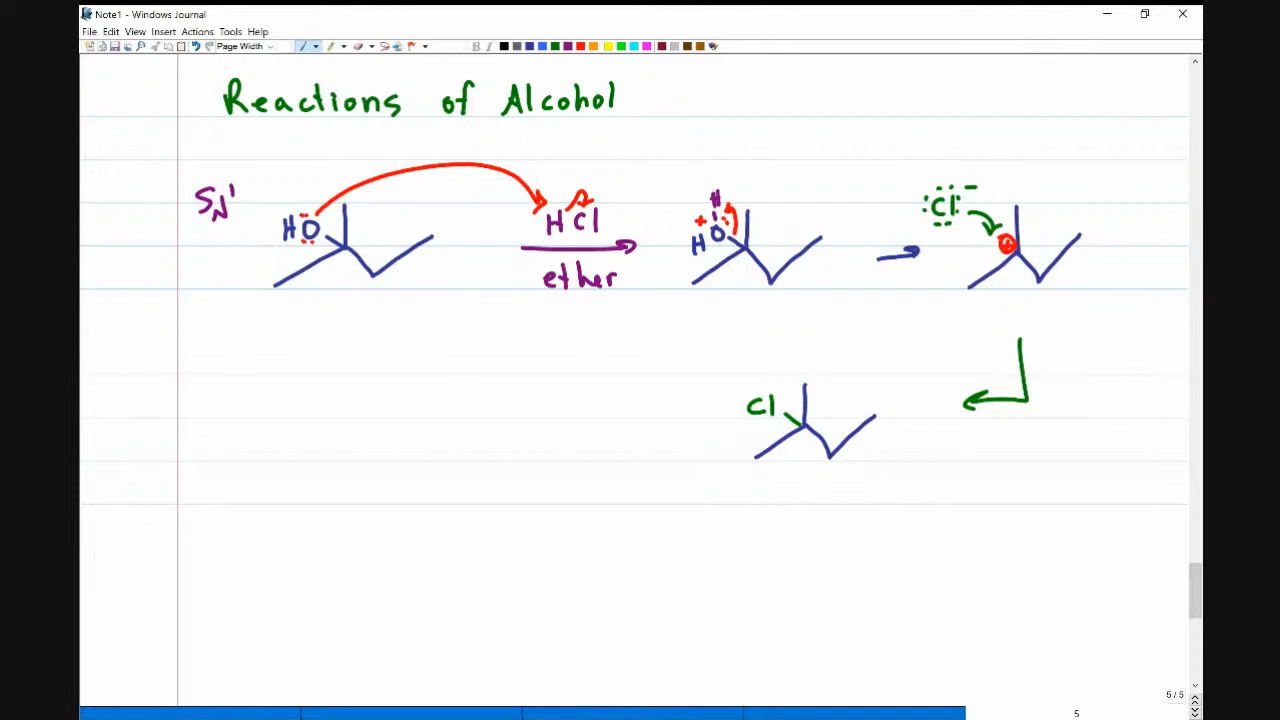 Note1 - Windows Journal
File Edit View Insert Actions Tools Help
Page Width
B I
Reactions of Alcohol
SN1
HO
HCl
ether
H
+
H O
Cl -
+
Cl
5/5
5